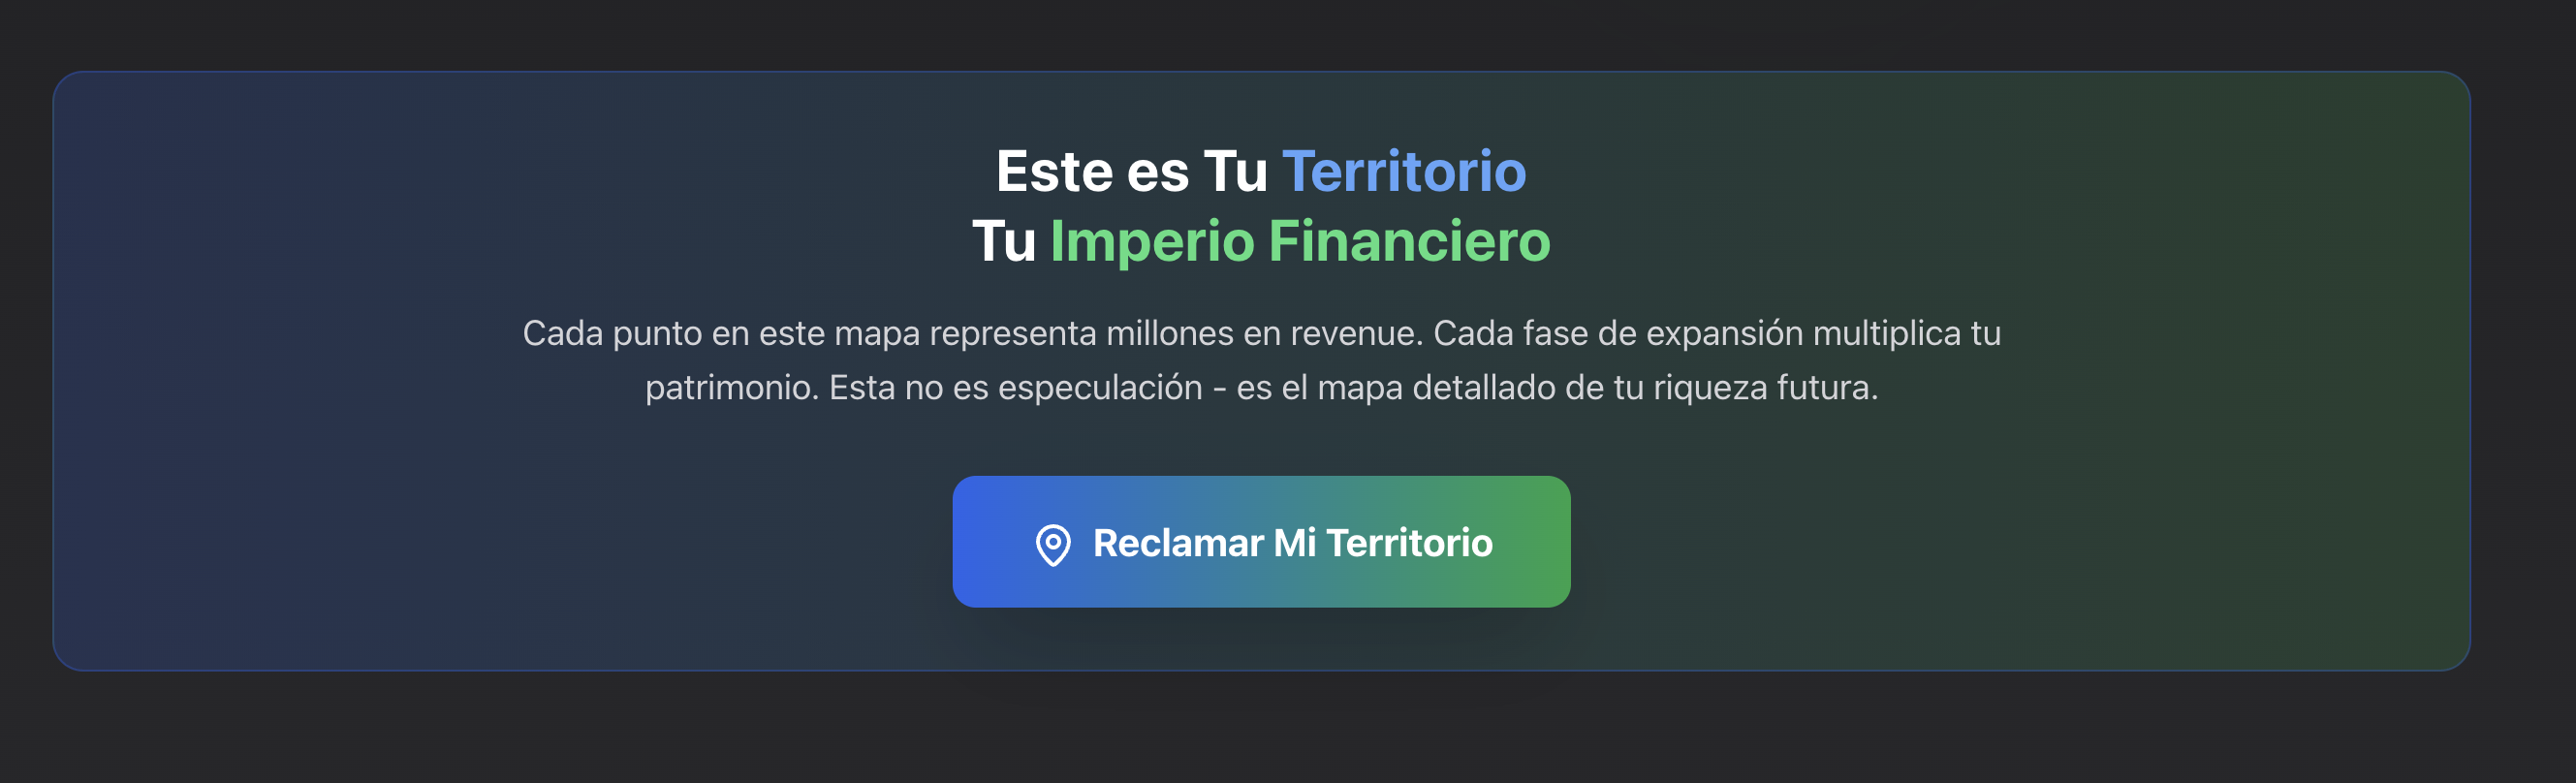 Este es Tu Territorio
Tu Imperio Financiero
Cada punto en este mapa representa millones en revenue. Cada fase de expansión multiplica tu
patrimonio. Esta no es especulación - es el mapa detallado de tu riqueza futura.
Reclamar Mi Territorio